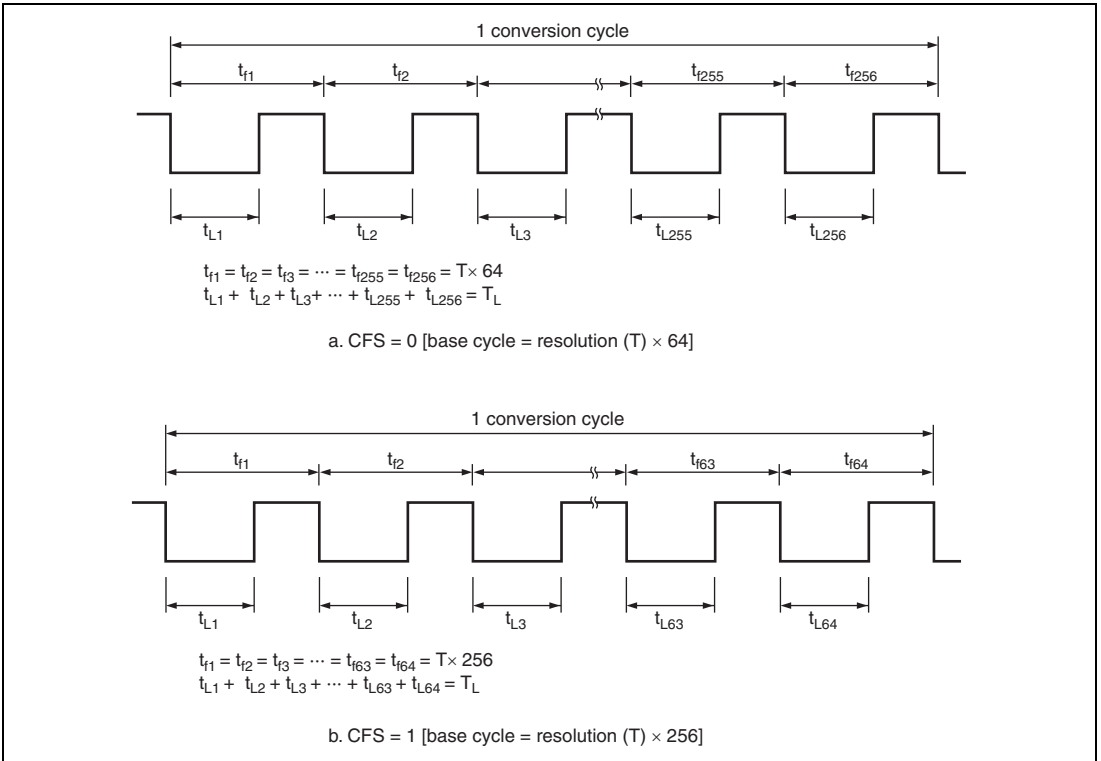 1 conversion cycle
tf1 tf2 tf255 tf256
tL1 tL2 tL3 tL255 tL256
tf1 = tf2 = tf3 = ··· = tf255 = tf256 = T× 64
tL1 + tL2 + tL3+ ··· + tL255 + tL256 = TL
a. CFS = 0 [base cycle = resolution (T) × 64]
1 conversion cycle
tf1 tf2 tf63 tf64
tL1 tL2 tL3 tL63 tL64
tf1 = tf2 = tf3 = ··· = tf63 = tf64 = T× 256
tL1 + tL2 + tL3 + ··· + tL63 + tL64 = TL
b. CFS = 1 [base cycle = resolution (T) × 256]